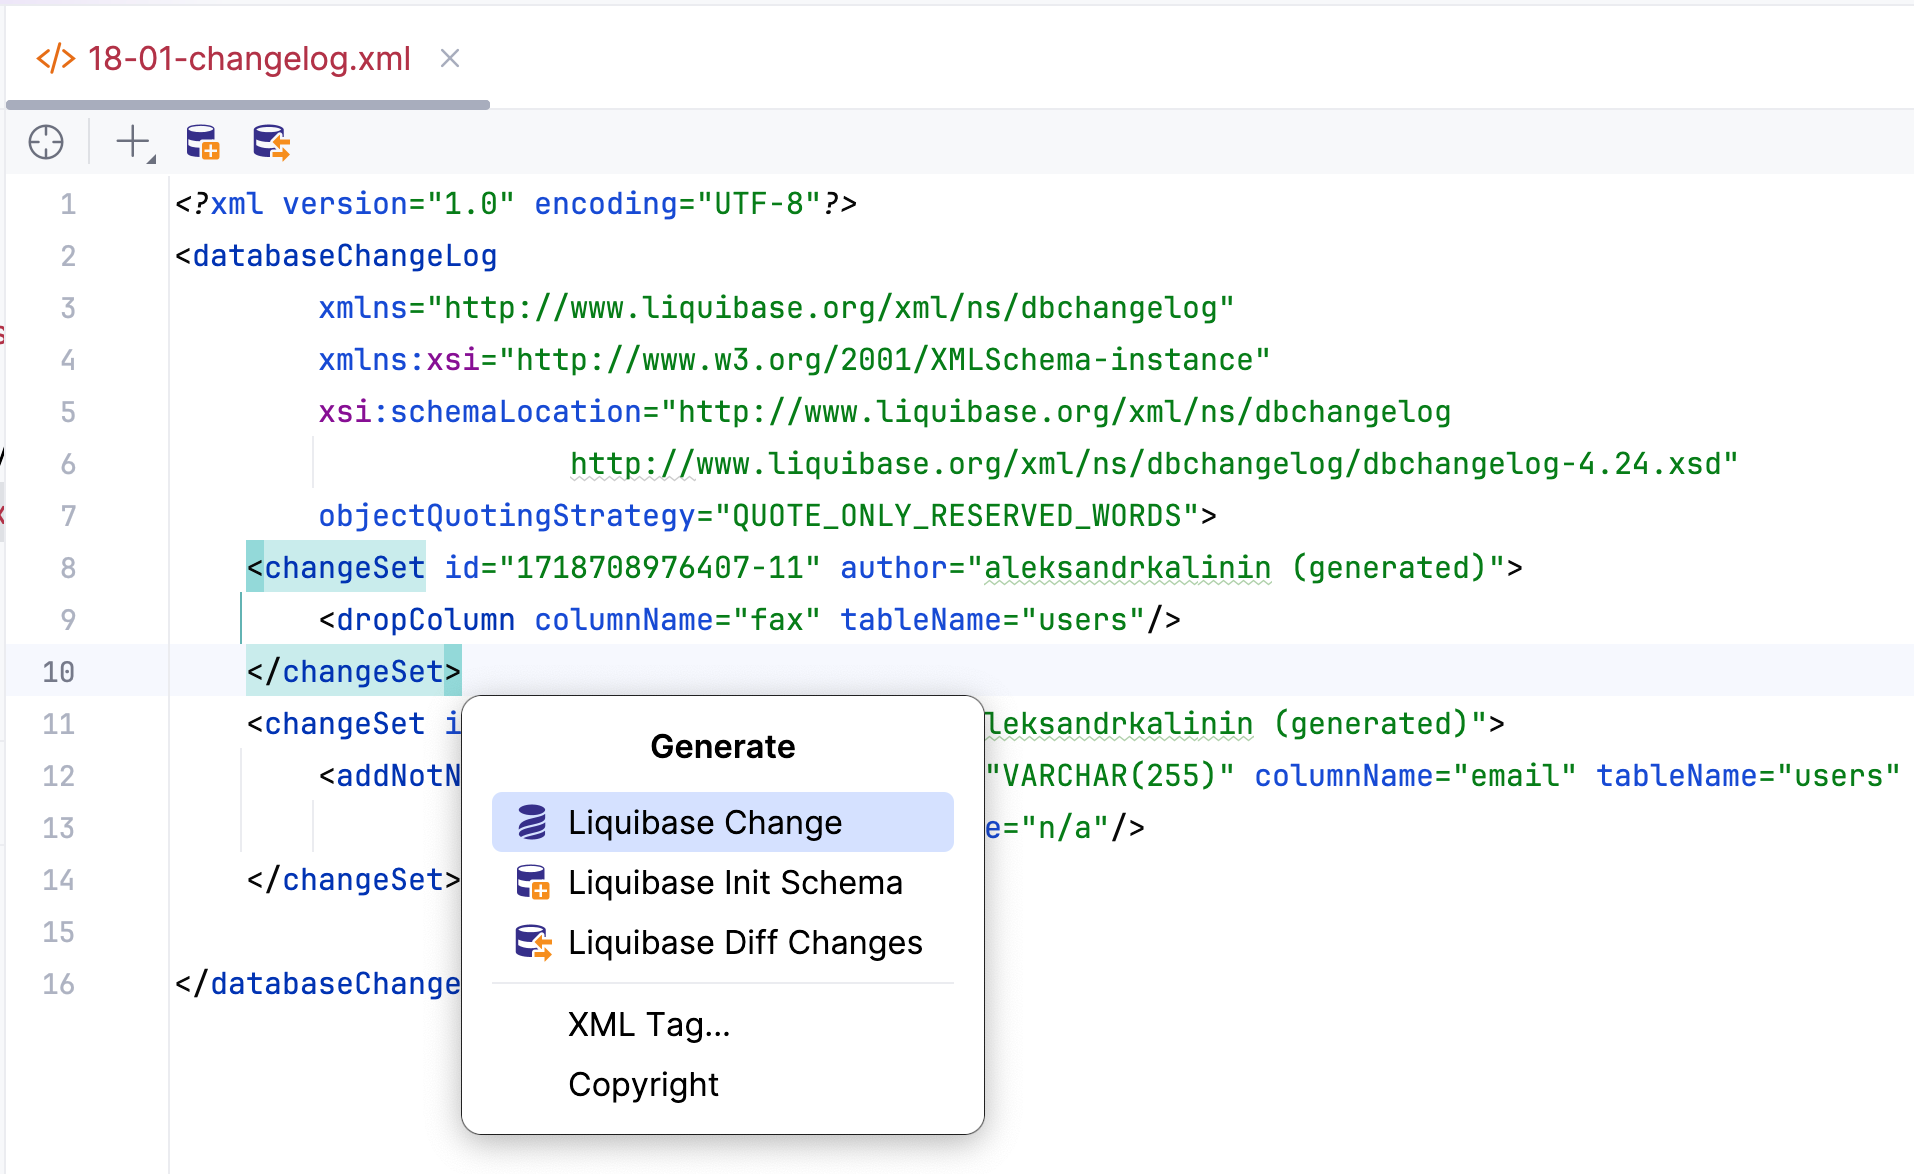 18-01-changelog.xml
1 <?xml version="1.0" encoding="UTF-8"?>
2 <databaseChangeLog
3 xmlns="http://www.liquibase.org/xml/ns/dbchangelog"
4 xmlns:xsi="http://www.w3.org/2001/XMLSchema-instance"
5 xsi:schemaLocation="http://www.liquibase.org/xml/ns/dbchangelog
6 http://www.liquibase.org/xml/ns/dbchangelog/dbchangelog-4.24.xsd"
7 objectQuotingStrategy="QUOTE_ONLY_RESERVED_WORDS">
8 <changeSet id="1718708976407-11" author="aleksandrkalinin (generated)">
9 <dropColumn columnName="fax" tableName="users"/>
10 </changeSet>
11 <changeSet i leksandrkalinin (generated)">
12 <addNotN "VARCHAR(255)" columnName="email" tableName="users"
13 e="n/a"/>
14 </changeSet>
15
16 </databaseChange
Generate
Liquibase Change
Liquibase Init Schema
Liquibase Diff Changes
XML Tag...
Copyright